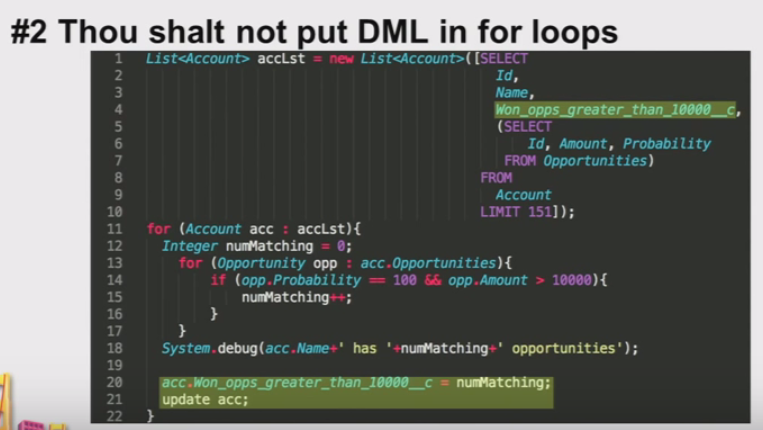 #2 Thou shalt not put DML in for loops
1 List<Account> accLst = new List<Account>([SELECT
2 Id,
3 Name,
4 Won_opps_greater_than_10000__c,
5 (SELECT
6 Id, Amount, Probability
7 FROM Opportunities)
8 FROM
9 Account
10 LIMIT 151]);
11 for (Account acc : accLst){
12 Integer numMatching = 0;
13 for (Opportunity opp : acc.Opportunities){
14 if (opp.Probability == 100 && opp.Amount > 10000){
15 numMatching++;
16 }
17 }
18 System.debug(acc.Name+' has '+numMatching+' opportunities');
19
20 acc.Won_opps_greater_than_10000__c = numMatching;
21 update acc;
22 }